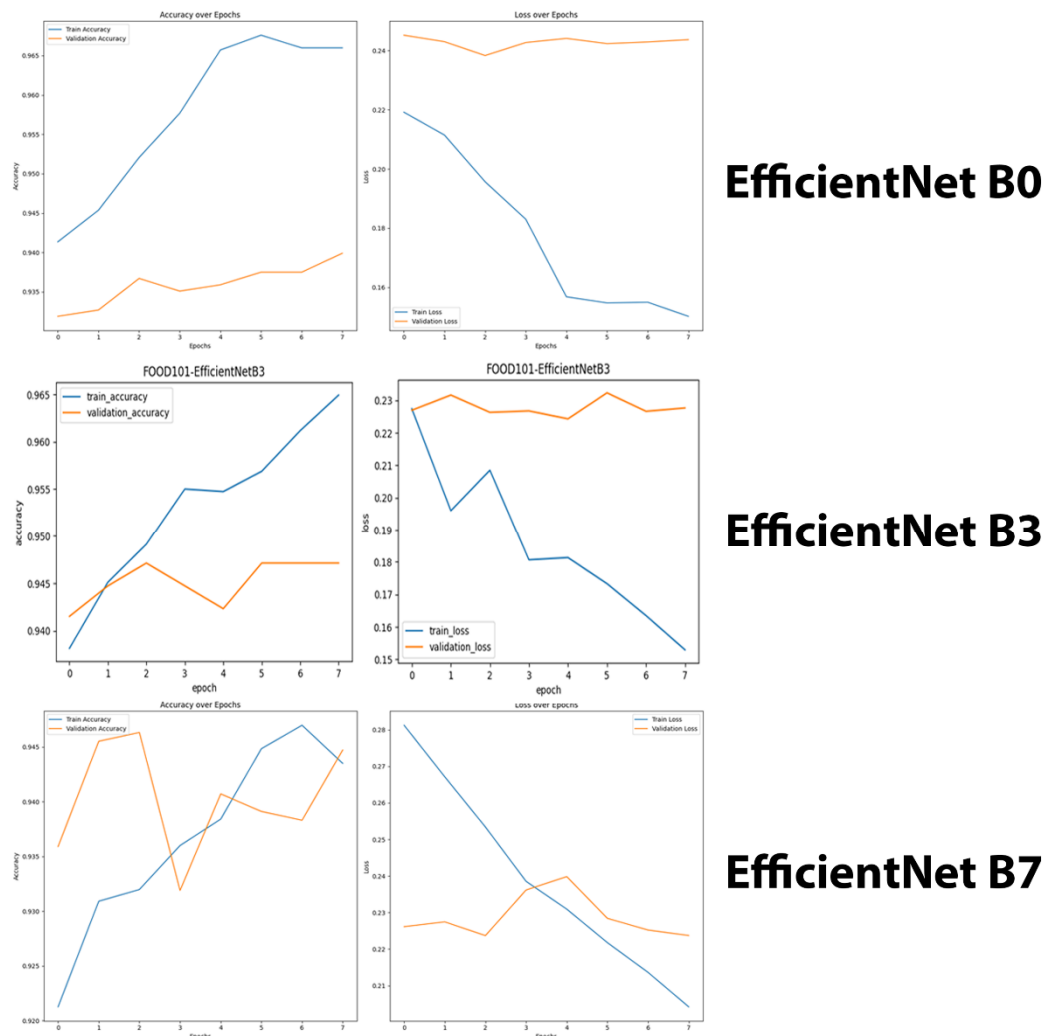 Accuracy over Epochs
Train Accuracy
Validation Accuracy
0.965
0.960
0.955
0.950
0.945
0.940
0.935
Accuracy
0 1 2 3 4 5 6 7
Epochs
Loss over Epochs
0.24
0.22
0.20
0.18
0.16
Loss
Train Loss
Validation Loss
0 1 2 3 4 5 6 7
Epochs
EfficientNet B0
FOOD101-EfficientNetB3
train_accuracy
validation_accuracy
0.965
0.960
0.955
0.950
0.945
0.940
accuracy
0 1 2 3 4 5 6 7
epoch
FOOD101-EfficientNetB3
0.23
0.22
0.21
0.20
0.19
0.18
0.17
0.16
0.15
loss
train_loss
validation_loss
0 1 2 3 4 5 6 7
epoch
EfficientNet B3
Accuracy over Epochs
Train Accuracy
Validation Accuracy
0.945
0.940
0.935
0.930
0.925
0.920
Accuracy
0 1 2 3 4 5 6 7
Epochs
Loss over Epochs
Train Loss
Validation Loss
0.28
0.27
0.26
0.25
0.24
0.23
0.22
0.21
Loss
0 1 2 3 4 5 6 7
Epochs
EfficientNet B7